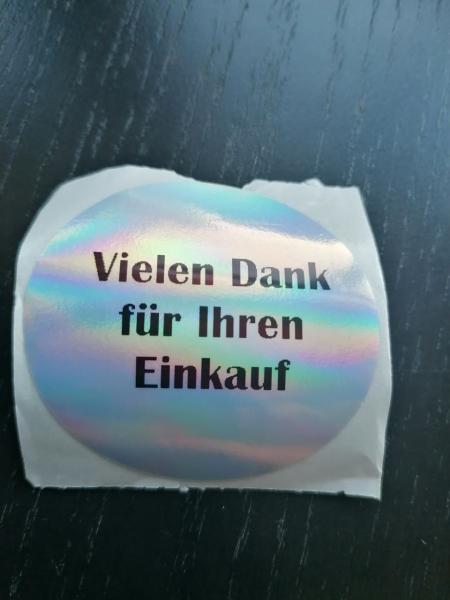 Vielen Dank
für Ihren
Einkauf